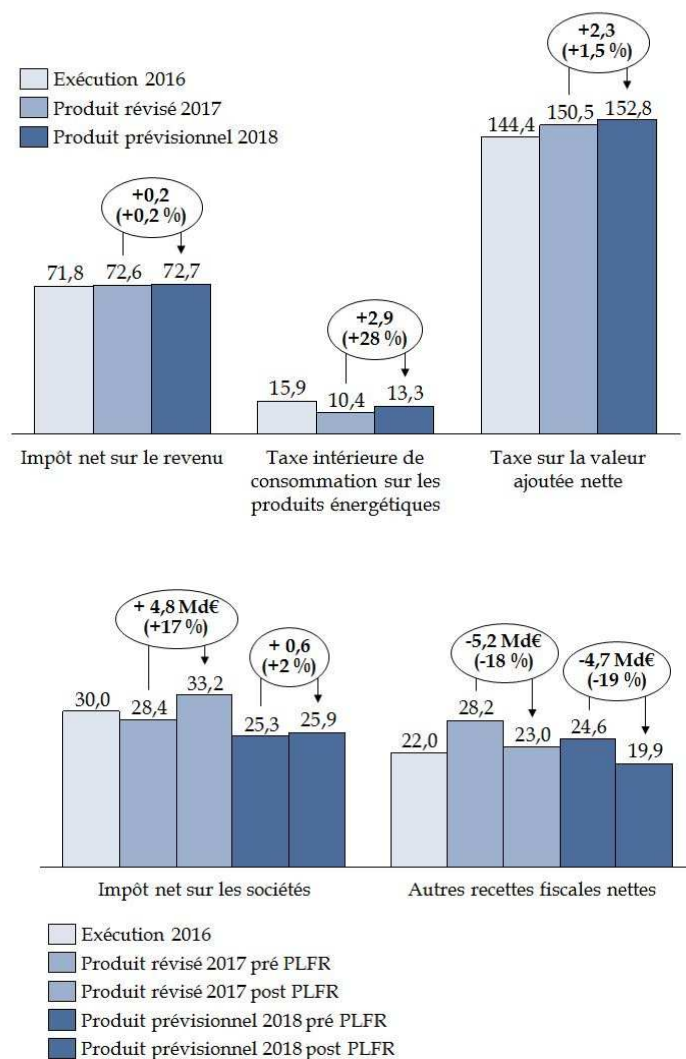 +2,3
(+1,5 %)
Exécution 2016
Produit révisé 2017
Produit prévisionnel 2018
144,4
150,5
152,8
+0,2
(+0,2 %)
71,8
72,6
72,7
+2,9
(+28 %)
15,9
10,4
13,3
Impôt net sur le revenu
Taxe intérieure de
consommation sur les
produits énergétiques
Taxe sur la valeur
ajoutée nette
+ 4,8 Md€
(+17 %)
+ 0,6
(+2 %)
30,0
28,4
33,2
25,3
25,9
-5,2 Md€
(-18 %)
-4,7 Md€
(-19 %)
22,0
28,2
23,0
24,6
19,9
Impôt net sur les sociétés
Autres recettes fiscales nettes
Exécution 2016
Produit révisé 2017 pré PLFR
Produit révisé 2017 post PLFR
Produit prévisionnel 2018 pré PLFR
Produit prévisionnel 2018 post PLFR